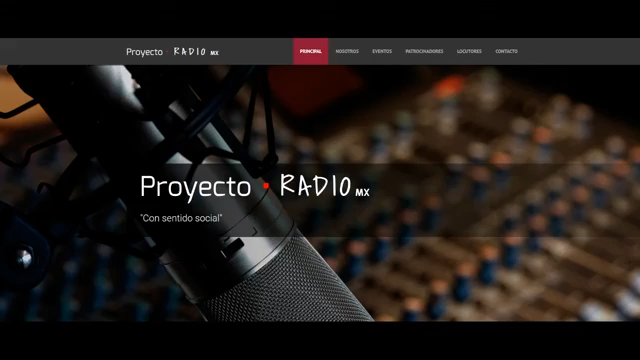 Proyecto · RADIO MX
PRINCIPAL NOSOTROS EVENTOS PATROCINADORES LOCUTORES CONTACTO
Proyecto · RADIO MX
"Con sentido social"